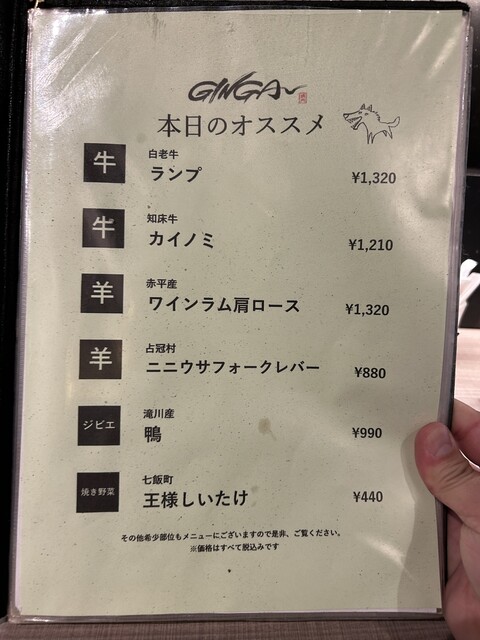 GINGA
本日のオススメ
牛
白老牛
ランプ
¥1,320
牛
知床牛
カイノミ
¥1,210
羊
赤平産
ワインラム肩ロース
¥1,320
羊
占冠村
ニニウサフォークレバー
¥880
ジビエ
滝川産
鴨
¥990
焼き野菜
七飯町
王様しいたけ
¥440
その他希少部位もメニューにございますので是非、ご覧ください。
※価格はすべて税込みです